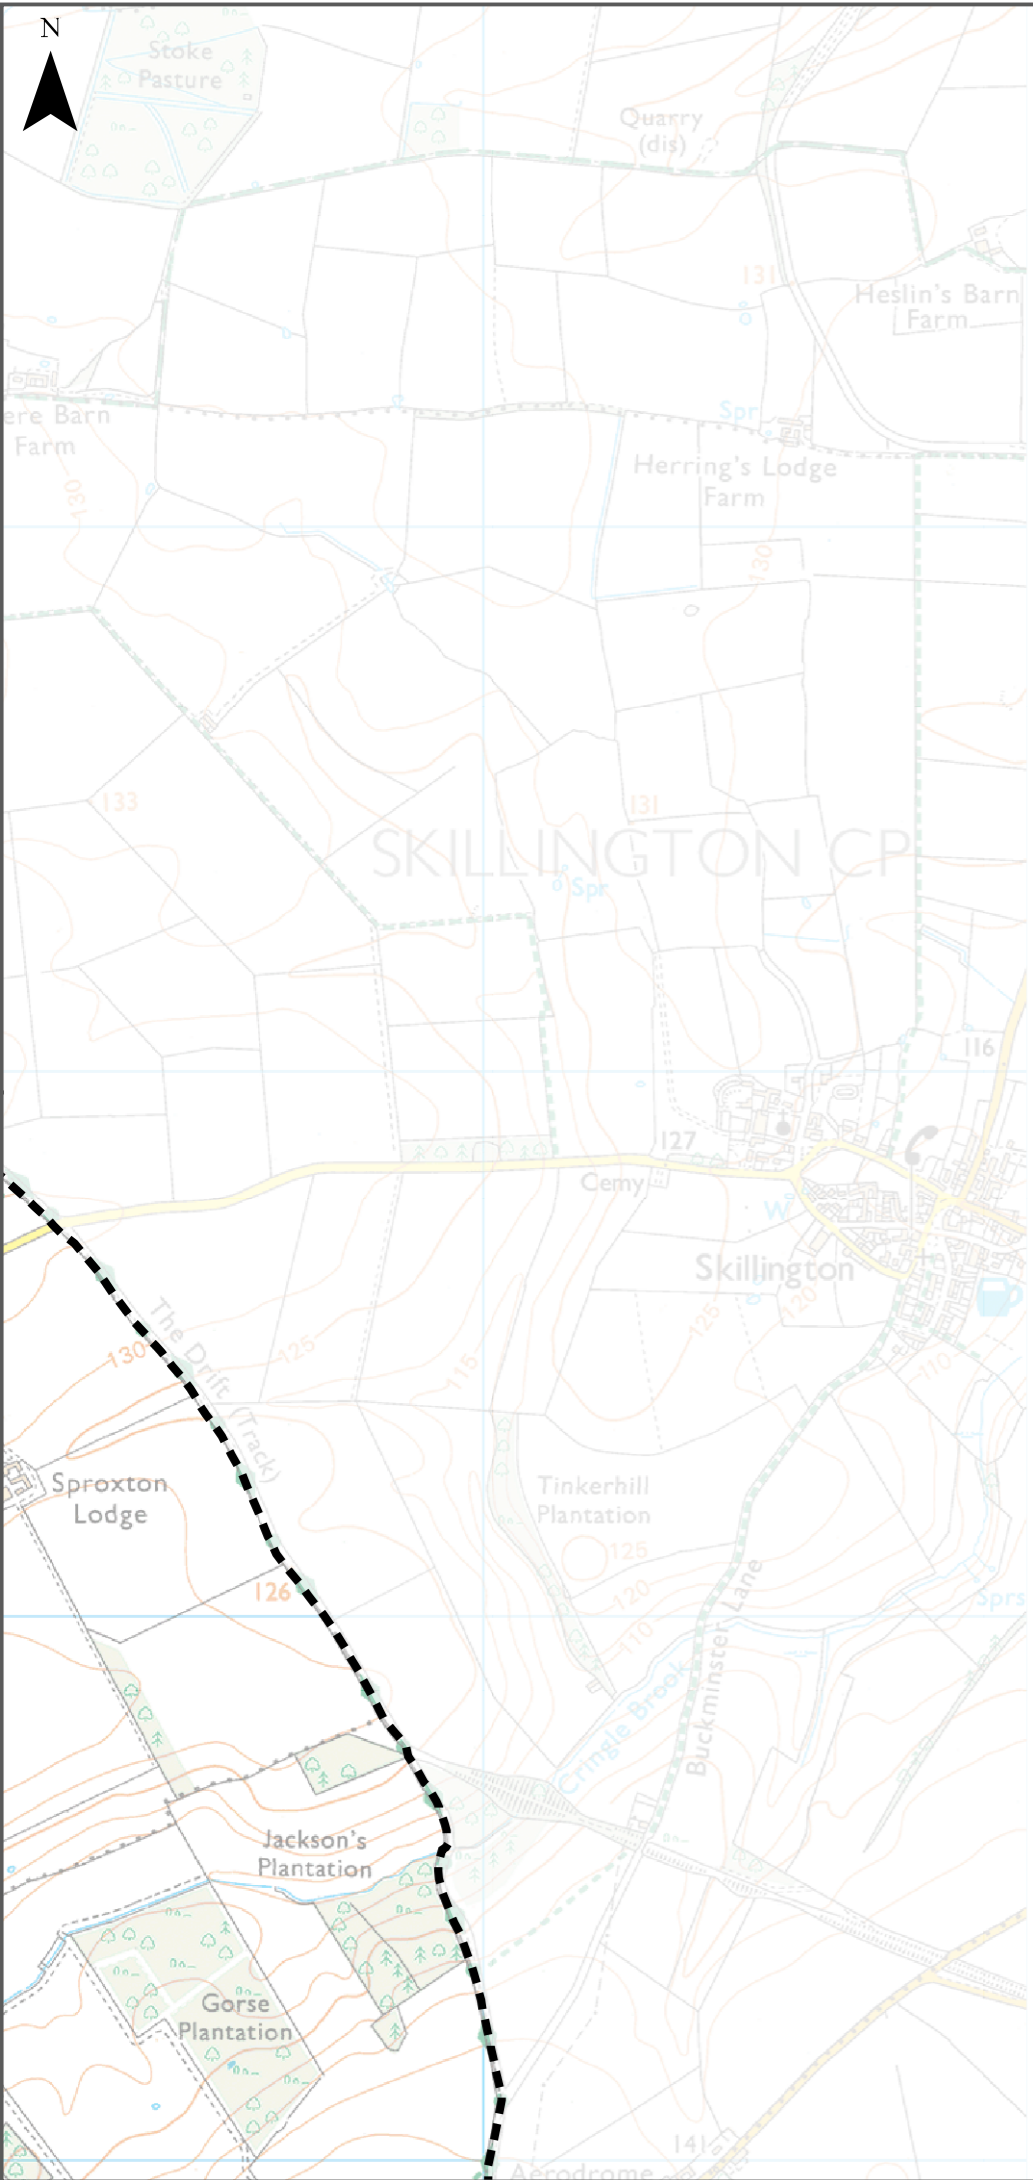 N
Stoke
Pasture
Quarry
(dis)
131
Heslin's Barn
Farm
ere Barn
Farm
Spr
Herring's Lodge
Farm
130
130
133
131
SKILLINGTON CP
Spr
116
127
Cemy
W
Skillington
The Drift (Track)
130
125
115
125
120
110
Sproxton
Lodge
Tinkerhill
Plantation
125
126
120
110
Sprs
Buckminster Lane
Cringle Brook
Jackson's
Plantation
Gorse
Plantation
141
Aerodrome